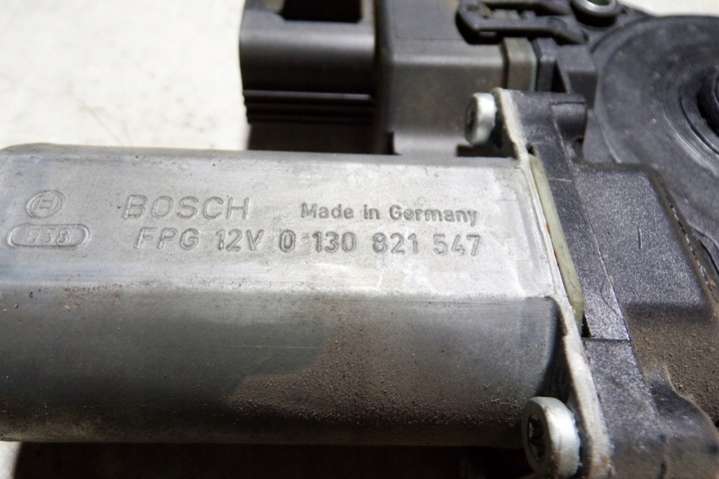 BOSCH Made in Germany
FPG 12V 0 130 821 547